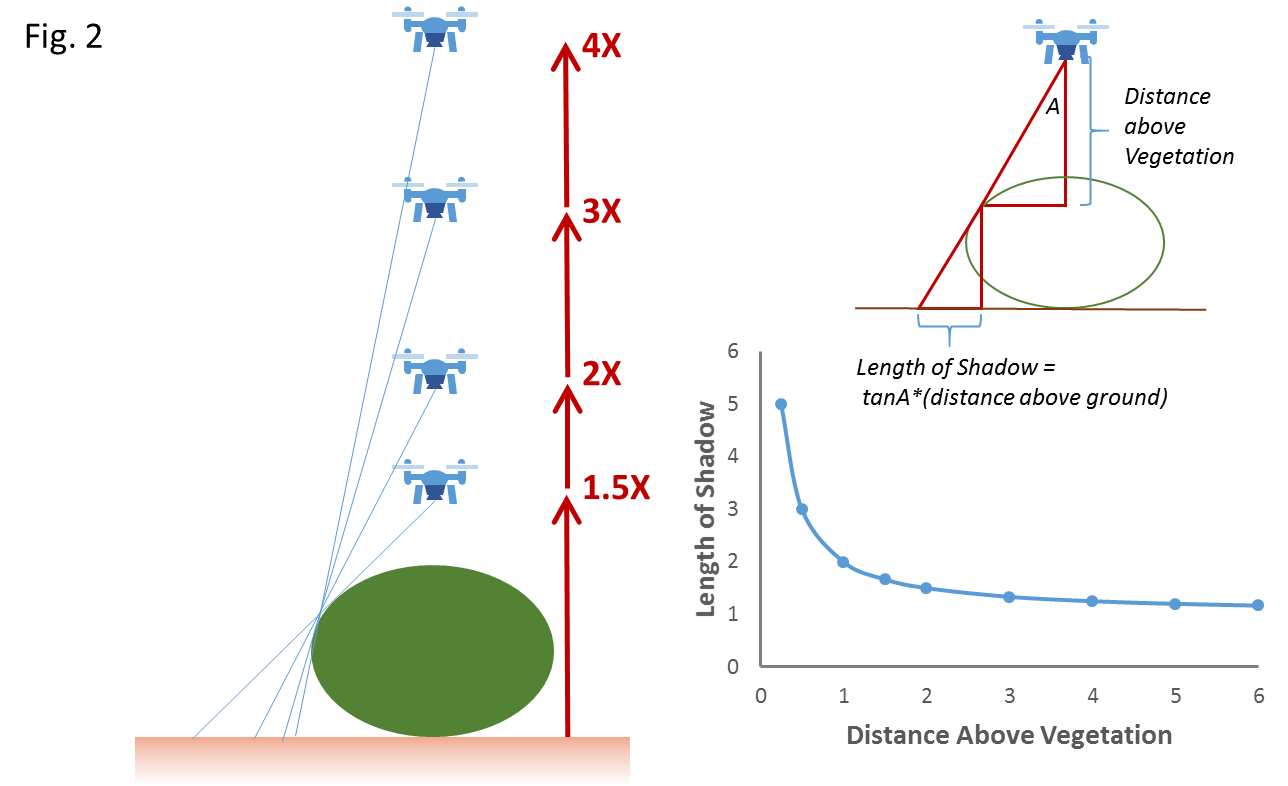 Fig. 2
4X
3X
2X
1.5X
A
Distance
above
Vegetation
Length of Shadow =
tanA*(distance above ground)
Length of Shadow
6
5
4
3
2
1
0
0 1 2 3 4 5 6
Distance Above Vegetation